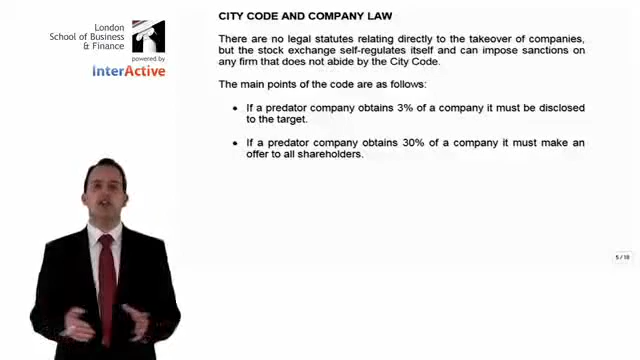 London
School of Business
& Finance
powered by
InterActive
CITY CODE AND COMPANY LAW
There are no legal statutes relating directly to the takeover of companies,
but the stock exchange self-regulates itself and can impose sanctions on
any firm that does not abide by the City Code.
The main points of the code are as follows:
• If a predator company obtains 3% of a company it must be disclosed
to the target.
• If a predator company obtains 30% of a company it must make an
offer to all shareholders.
5 / 19